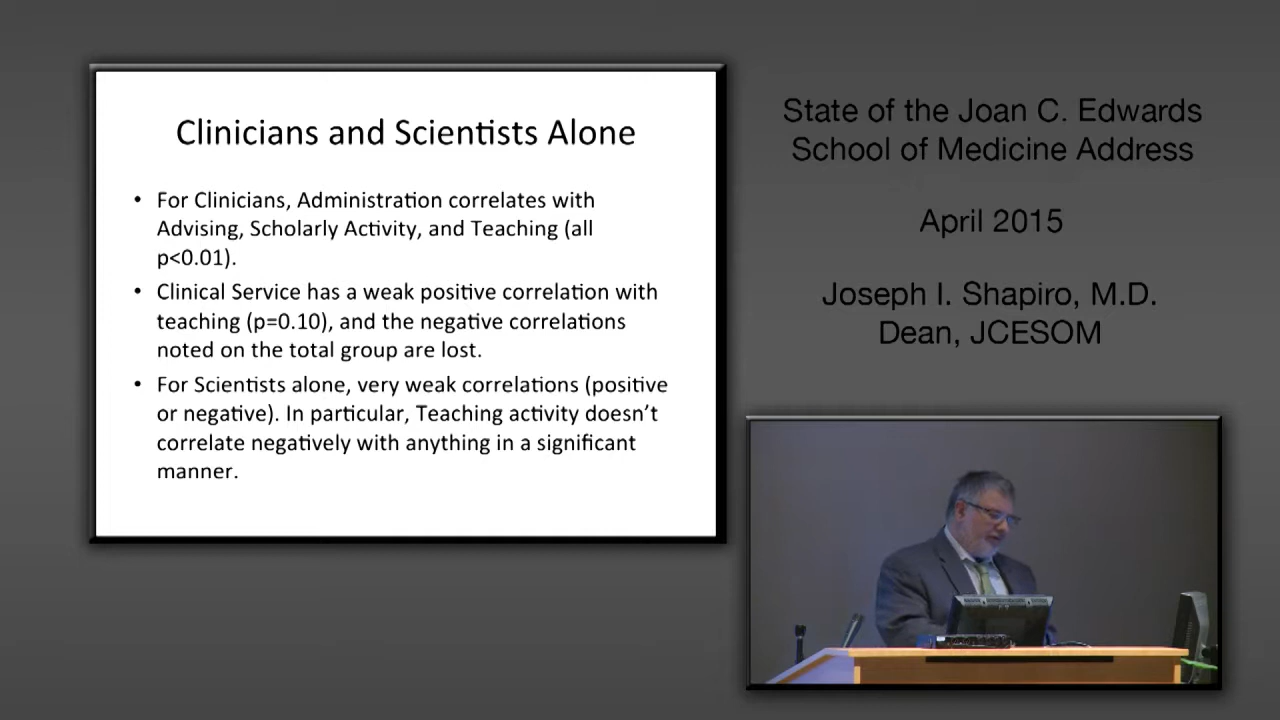 Clinicians and Scientists Alone
• For Clinicians, Administration correlates with
Advising, Scholarly Activity, and Teaching (all
p<0.01).
• Clinical Service has a weak positive correlation with
teaching (p=0.10), and the negative correlations
noted on the total group are lost.
• For Scientists alone, very weak correlations (positive
or negative). In particular, Teaching activity doesn't
correlate negatively with anything in a significant
manner.
State of the Joan C. Edwards
School of Medicine Address
April 2015
Joseph I. Shapiro, M.D.
Dean, JCESOM